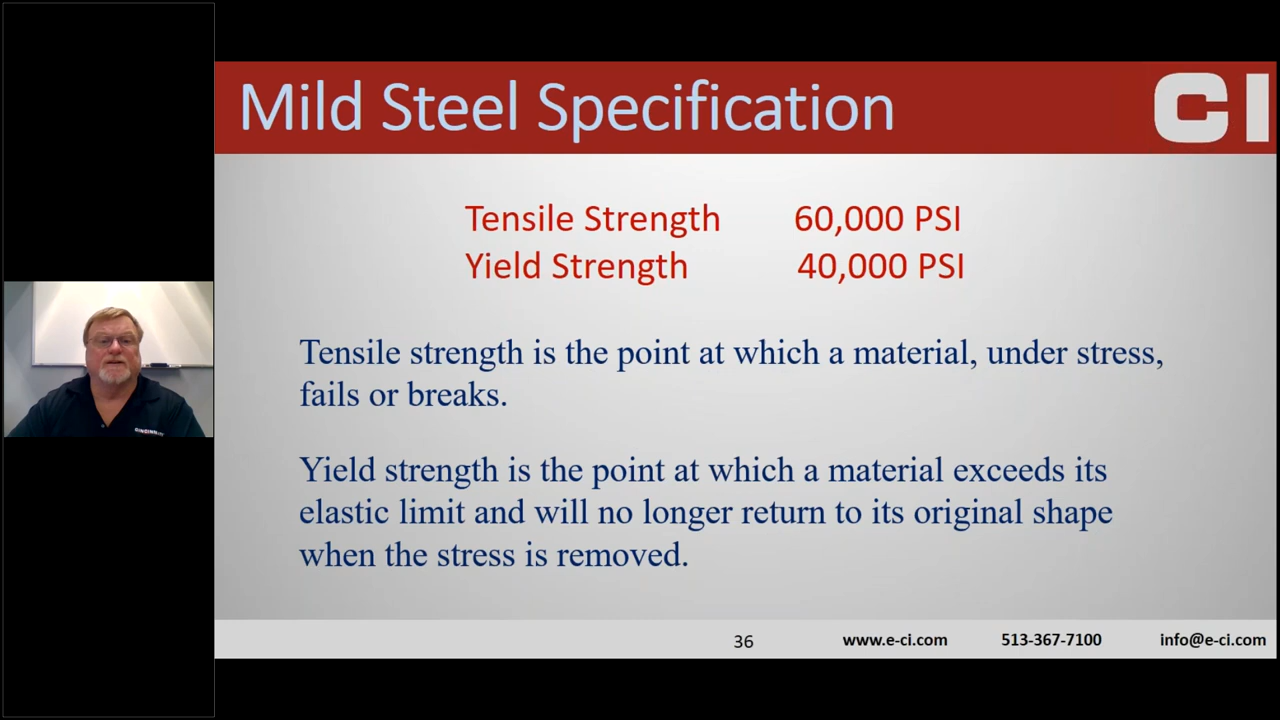 Mild Steel Specification
CI
Tensile Strength 60,000 PSI
Yield Strength 40,000 PSI
Tensile strength is the point at which a material, under stress,
fails or breaks.
Yield strength is the point at which a material exceeds its
elastic limit and will no longer return to its original shape
when the stress is removed.
36 www.e-ci.com 513-367-7100 info@e-ci.com